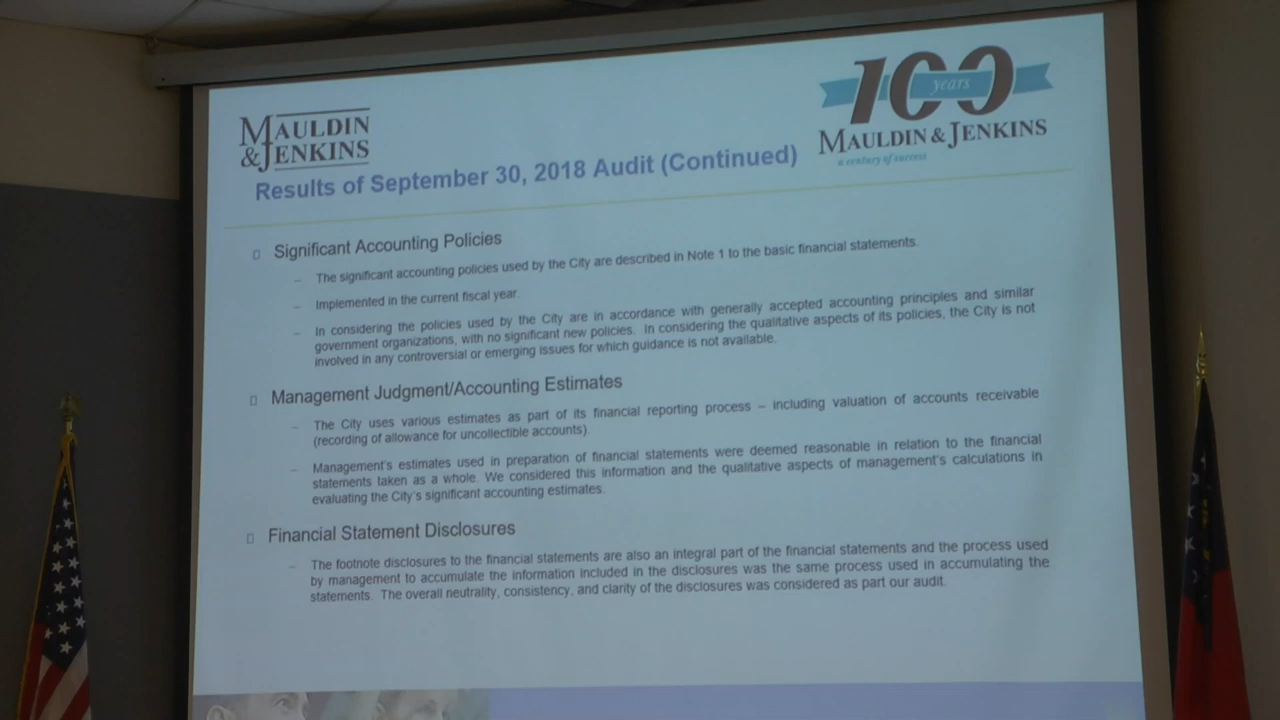 MAULDIN
& JENKINS
100
years
MAULDIN & JENKINS
a century of success
Results of September 30, 2018 Audit (Continued)
Significant Accounting Policies
– The significant accounting policies used by the City are described in Note 1 to the basic financial statements.
– Implemented in the current fiscal year.
– In considering the policies used by the City are in accordance with generally accepted accounting principles and similar
government organizations, with no significant new policies. In considering the qualitative aspects of its policies, the City is not
involved in any controversial or emerging issues for which guidance is not available.
Management Judgment/Accounting Estimates
– The City uses various estimates as part of its financial reporting process – including valuation of accounts receivable
(recording of allowance for uncollectible accounts).
– Management's estimates used in preparation of financial statements were deemed reasonable in relation to the financial
statements taken as a whole. We considered this information and the qualitative aspects of management's calculations in
evaluating the City's significant accounting estimates.
Financial Statement Disclosures
– The footnote disclosures to the financial statements are also an integral part of the financial statements and the process used
by management to accumulate the information included in the disclosures was the same process used in accumulating the
statements. The overall neutrality, consistency, and clarity of the disclosures was considered as part our audit.